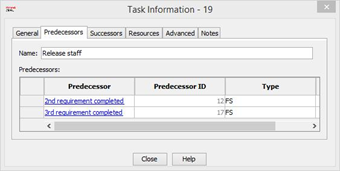 Task Information - 19
General Predecessors Successors Resources Advanced Notes
Name: Release staff
Predecessors:
Predecessor Predecessor ID Type
2nd requirement completed 12 FS
3rd requirement completed 17 FS
Close Help